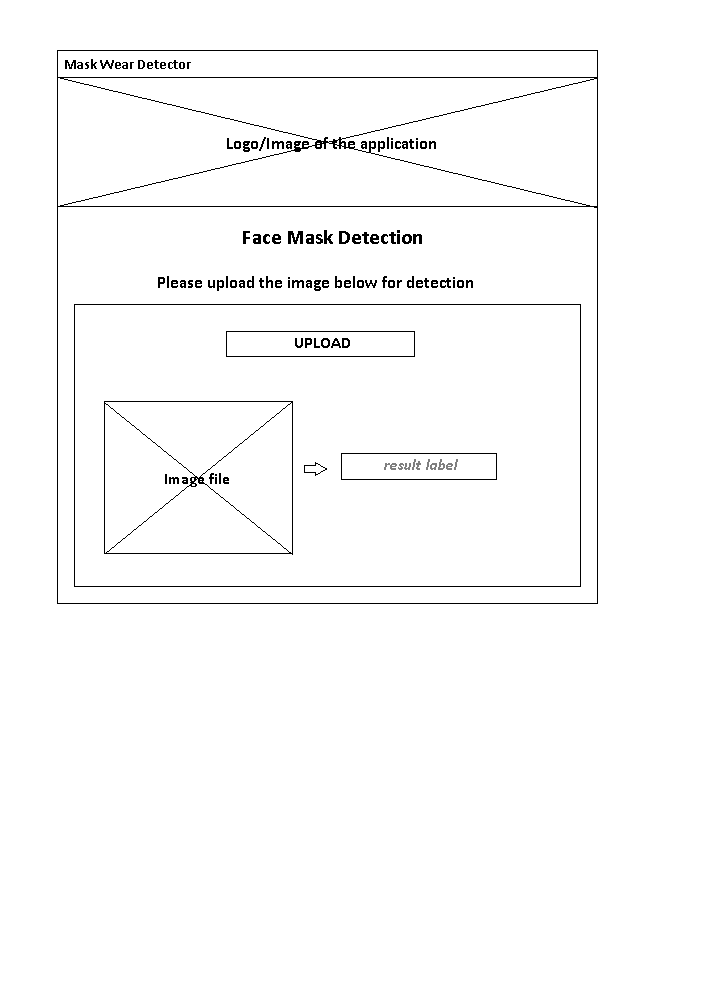 Mask Wear Detector
Logo/Image of the application
Face Mask Detection
Please upload the image below for detection
UPLOAD
Image file
result label